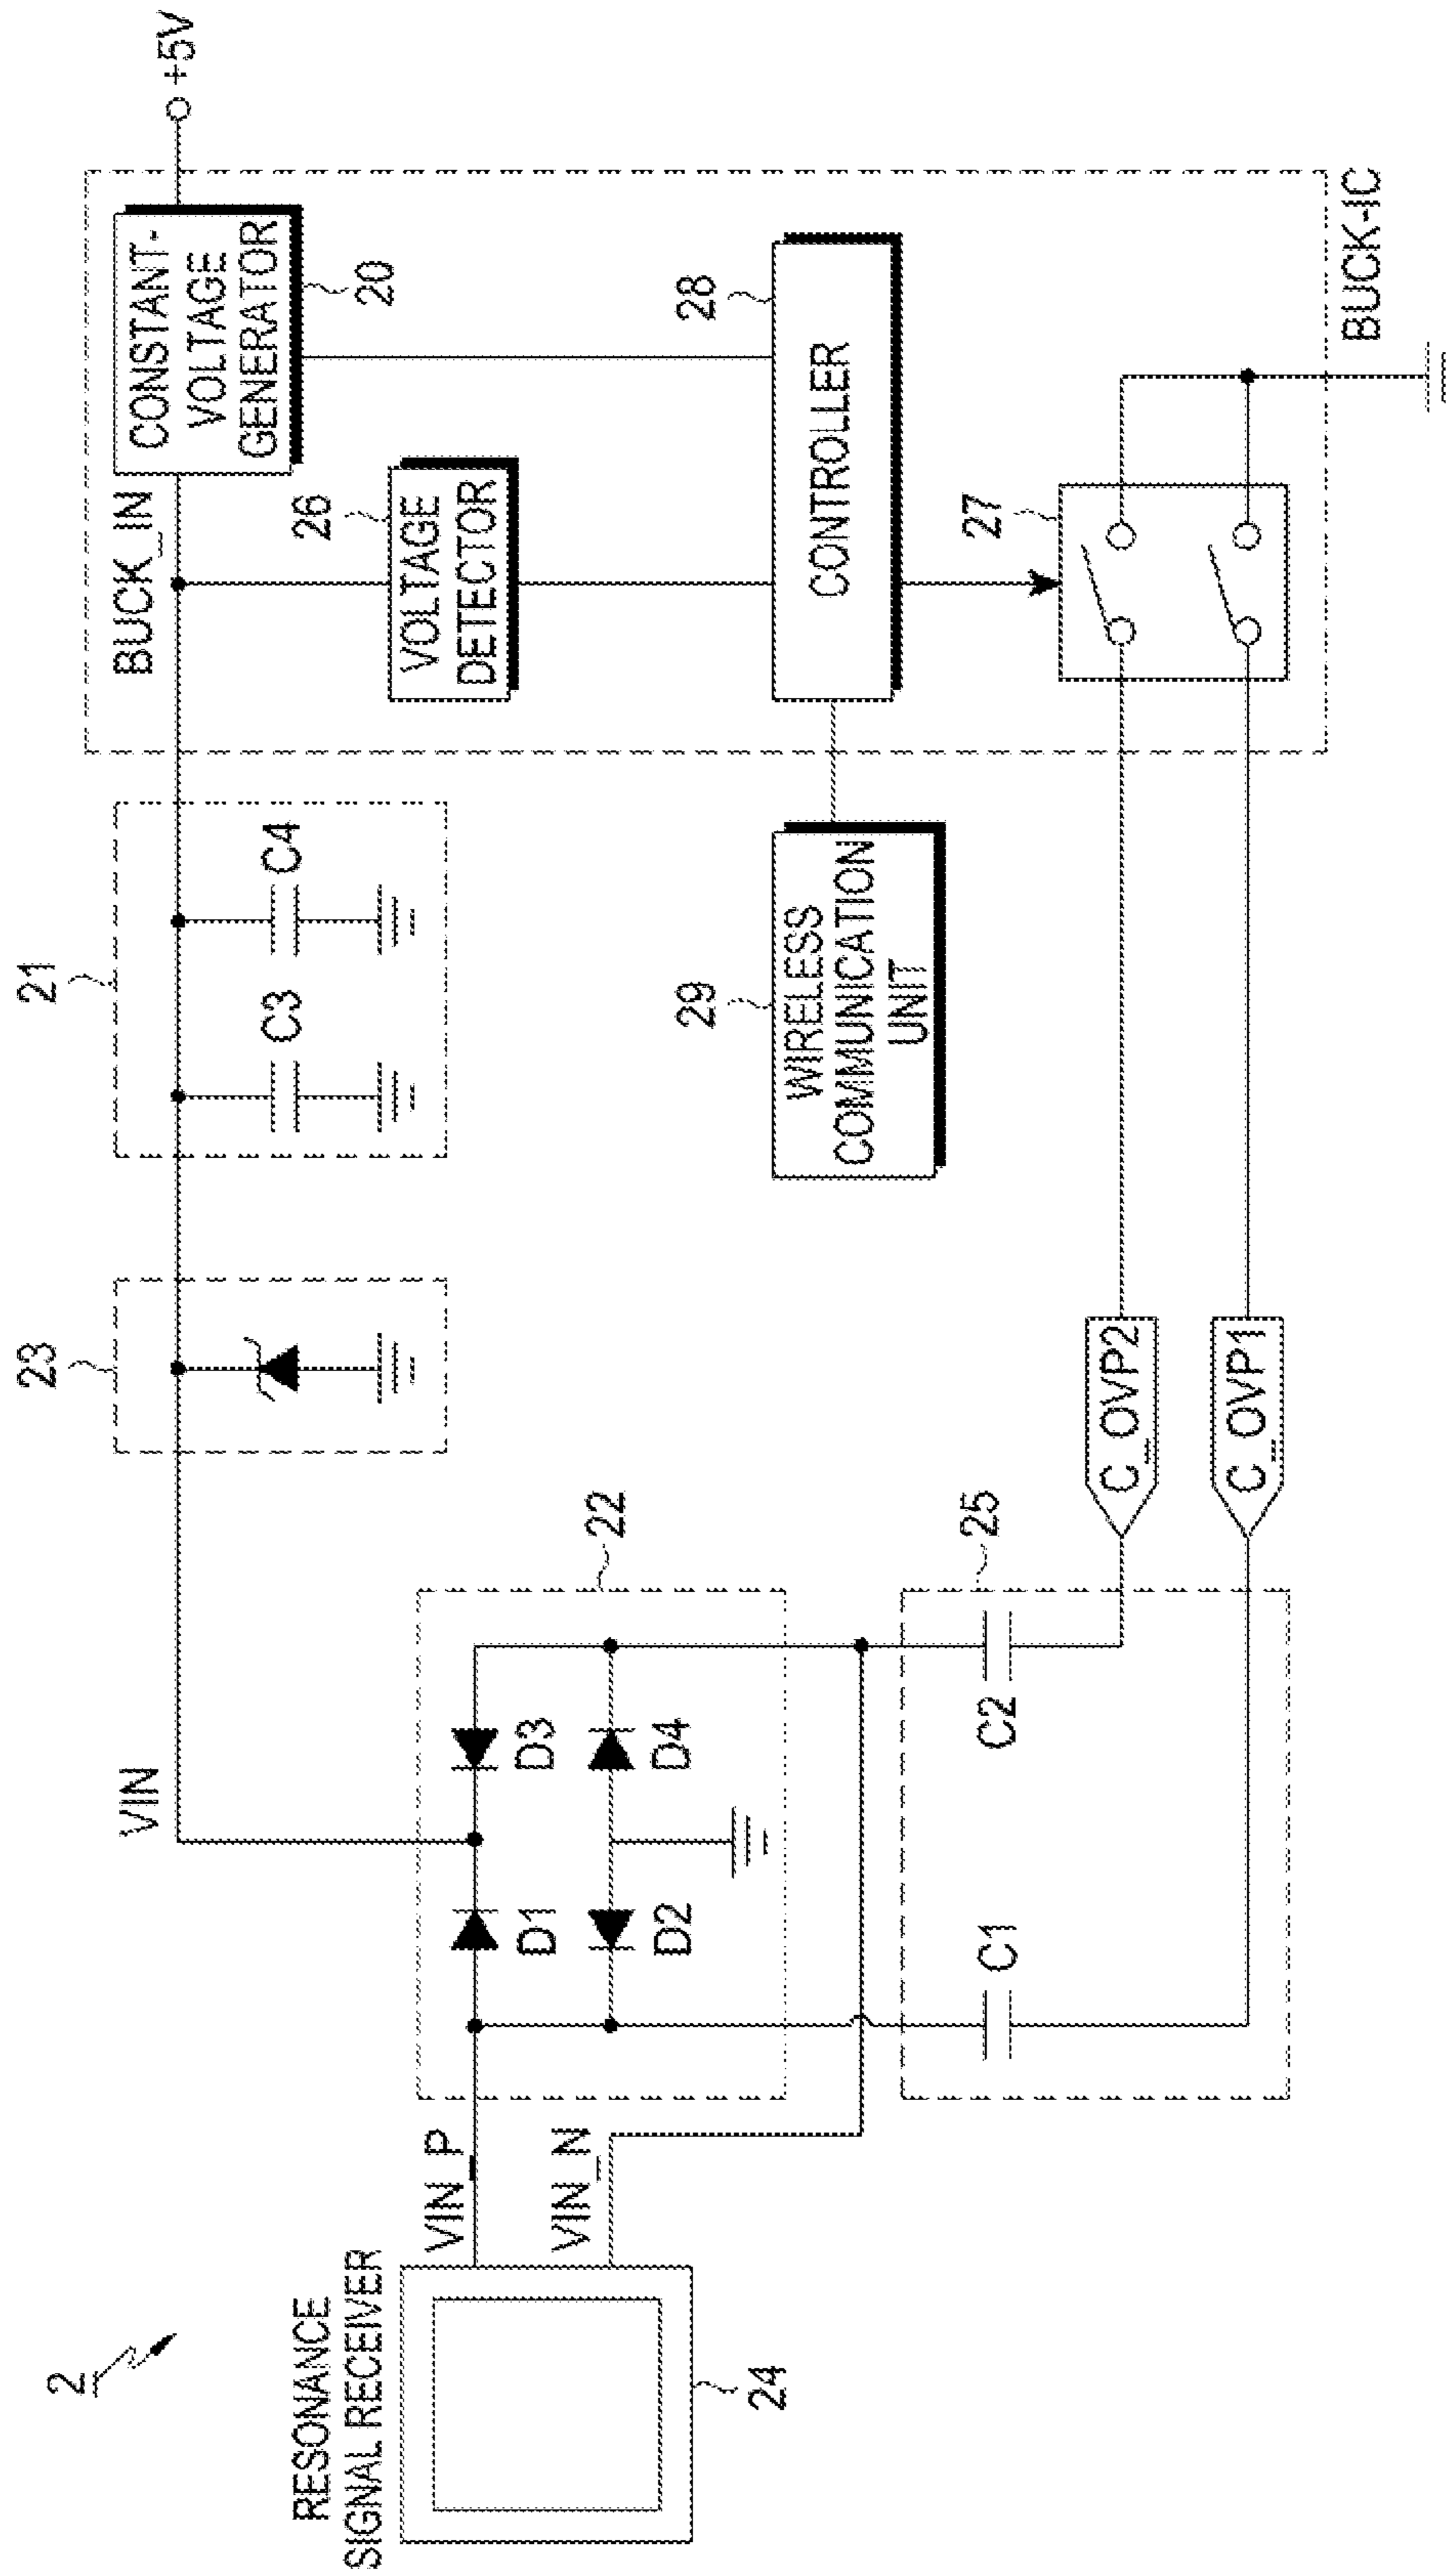 2
RESONANCE
SIGNAL RECEIVER
24
VIN_P
VIN_N
VIN
22
D1
D3
D2
D4
25
C1
C2
C_OVP2
C_OVP1
23
21
C3
C4
29
WIRELESS
COMMUNICATION
UNIT
BUCK_IN
CONSTANT-
VOLTAGE
GENERATOR
20
+5V
26
VOLTAGE
DETECTOR
28
CONTROLLER
27
BUCK-IC